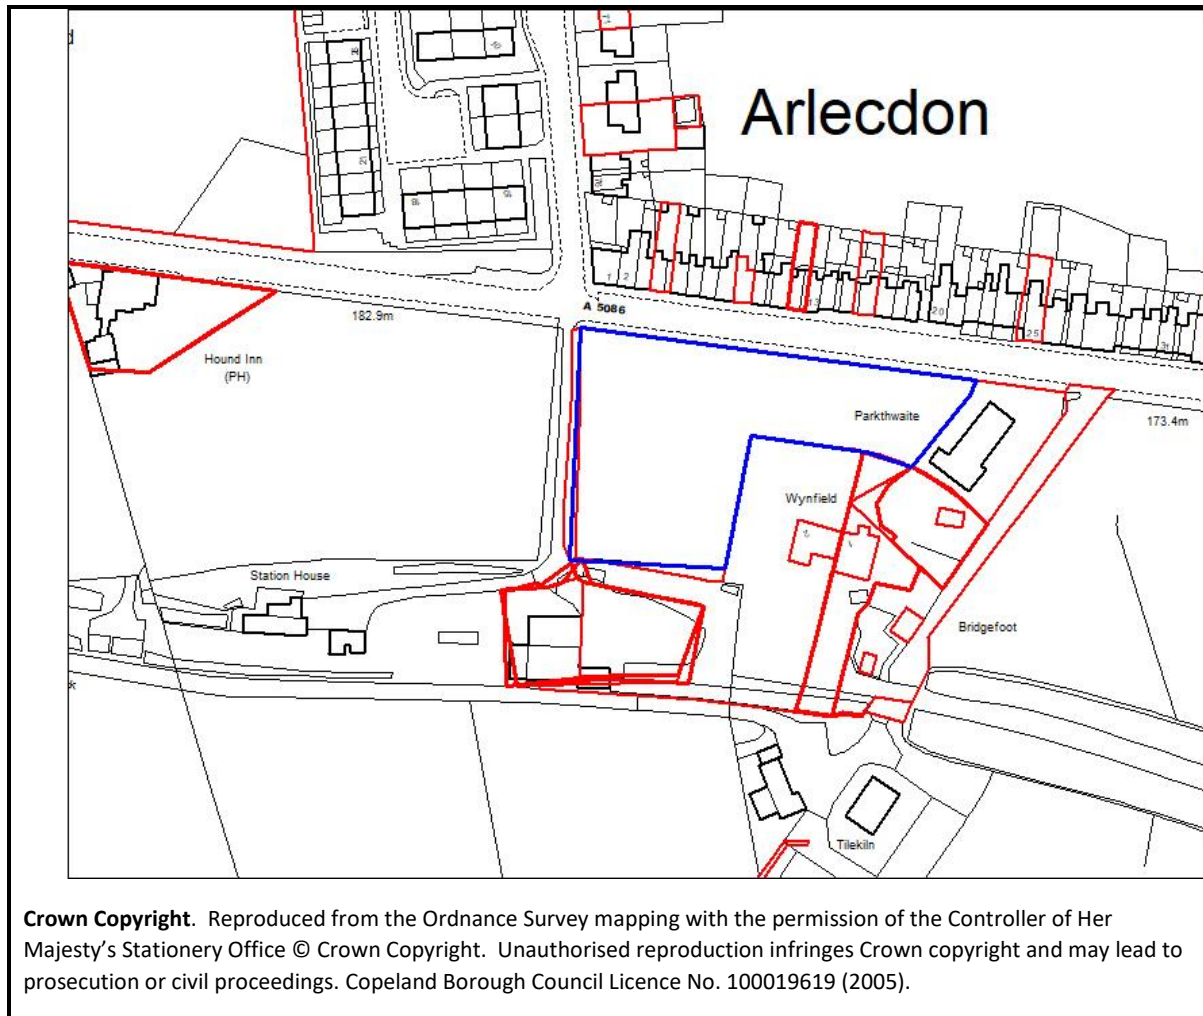 d
Arlecdon
A 5086
1 2
13
20
25
182.9m
Hound Inn
(PH)
Parkthwaite
173.4m
Wynfield
Station House
Bridgefoot
k
Tilekiln
Crown Copyright. Reproduced from the Ordnance Survey mapping with the permission of the Controller of Her
Majesty's Stationery Office © Crown Copyright. Unauthorised reproduction infringes Crown copyright and may lead to
prosecution or civil proceedings. Copeland Borough Council Licence No. 100019619 (2005).